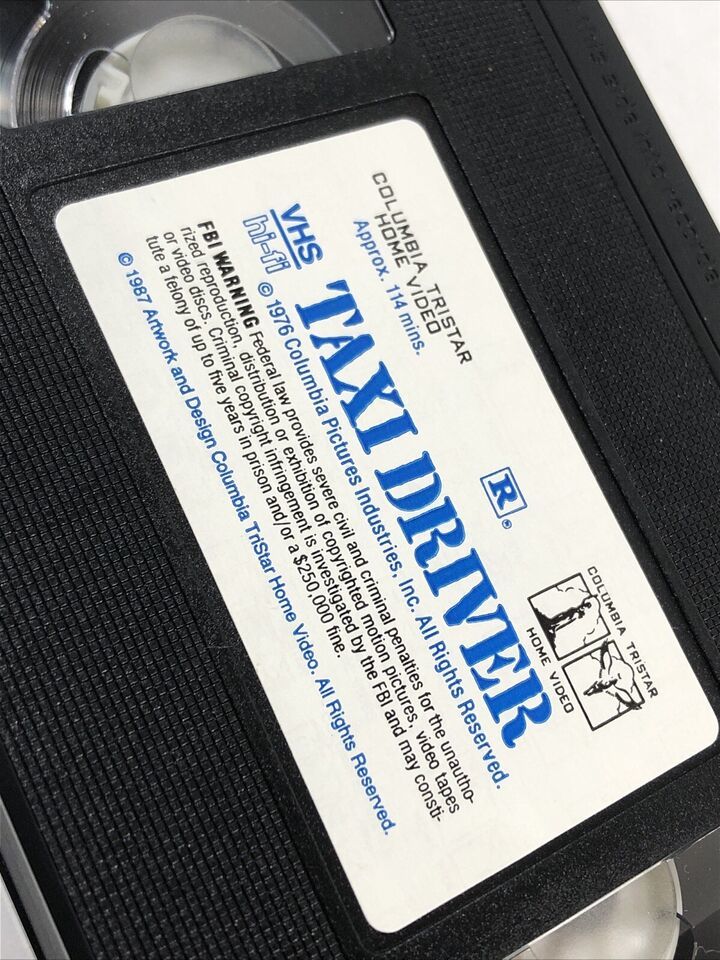 COLUMBIA TRISTAR
HOME VIDEO
Approx. 114 mins.
R
COLUMBIA TRISTAR
HOME VIDEO
VHS
hi-fi
TAXI DRIVER
© 1976 Columbia Pictures Industries, Inc. All Rights Reserved.
FBI WARNING Federal law provides severe civil and criminal penalties for the unautho-
rized reproduction, distribution or exhibition of copyrighted motion pictures, video tapes
or video discs. Criminal copyright infringement is investigated by the FBI and may consti-
tute a felony of up to five years in prison and/or a $250,000 fine.
© 1987 Artwork and Design Columbia TriStar Home Video. All Rights Reserved.